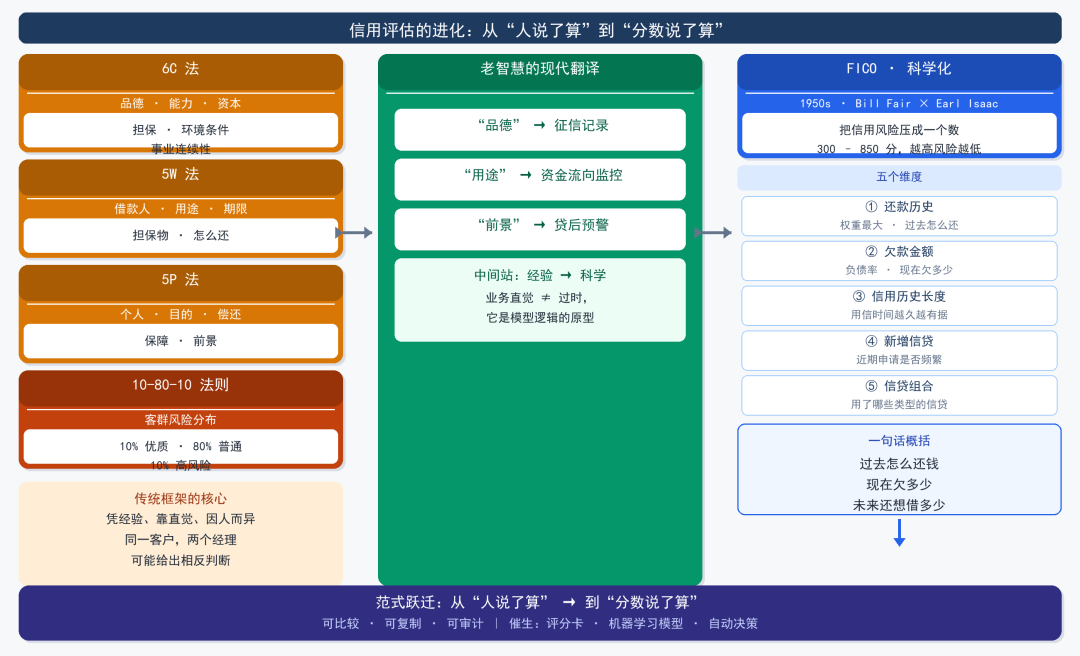 信用评估的进化: 从 “人说了算” 到 “分数说了算”
6C 法
品德 · 能力 · 资本
担保 · 环境条件
事业连续性
5W 法
借款人 · 用途 · 期限
担保物 · 怎么还
5P 法
个人 · 目的 · 偿还
保障 · 前景
10-80-10 法则
客群风险分布
10% 优质 · 80% 普通
10% 高风险
传统框架的核心
凭经验、靠直觉、因人而异
同一客户，两个经理
可能给出相反判断
老智慧的现代翻译
“品德” → 征信记录
“用途” → 资金流向监控
“前景” → 贷后预警
中间站: 经验 → 科学
业务直觉 ≠ 过时，
它是模型逻辑的原型
FICO · 科学化
1950s · Bill Fair × Earl Isaac
把信用风险压成一个数
300 – 850 分，越高风险越低
五个维度
① 还款历史
权重最大 · 过去怎么还
② 欠款金额
负债率 · 现在欠多少
③ 信用历史长度
用信时间越久越有据
④ 新增信贷
近期申请是否频繁
⑤ 信贷组合
用了哪些类型的信贷
一句话概括
过去怎么还钱
现在欠多少
未来还想借多少
范式跃迁: 从 “人说了算” → 到 “分数说了算”
可比较 · 可复制 · 可审计 | 催生: 评分卡 · 机器学习模型 · 自动决策